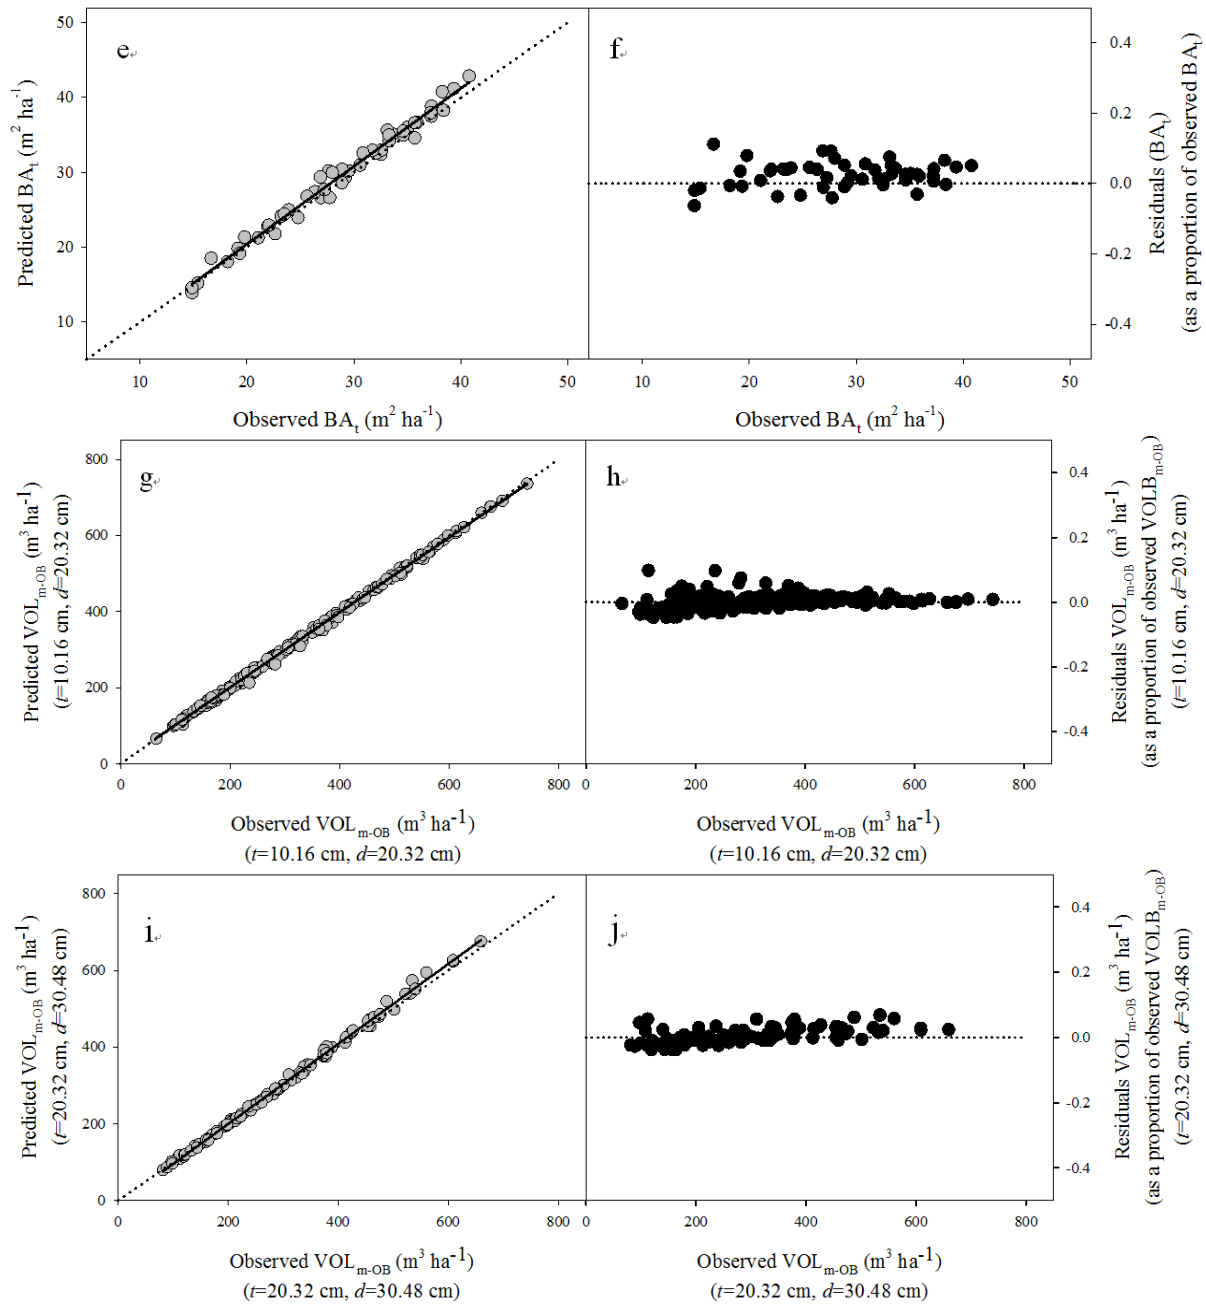 e
50
40
30
20
10
Predicted BAt (m2 ha-1)
10 20 30 40 50
Observed BAt (m2 ha-1)
f
0.4
0.2
0.0
-0.2
-0.4
Residuals (BAt)
(as a proportion of observed BAt)
10 20 30 40 50
Observed BAt (m2 ha-1)
g
800
600
400
200
0
Predicted VOLm-OB (m3 ha-1)
(t=10.16 cm, d=20.32 cm)
0 200 400 600 800
Observed VOLm-OB (m3 ha-1)
(t=10.16 cm, d=20.32 cm)
h
0.4
0.2
0.0
-0.2
-0.4
Residuals VOLm-OB (m3 ha-1)
(as a proportion of observed VOLBm-OB)
(t=10.16 cm, d=20.32 cm)
0 200 400 600 800
Observed VOLm-OB (m3 ha-1)
(t=10.16 cm, d=20.32 cm)
i
800
600
400
200
0
Predicted VOLm-OB (m3 ha-1)
(t=20.32 cm, d=30.48 cm)
0 200 400 600 800
Observed VOLm-OB (m3 ha-1)
(t=20.32 cm, d=30.48 cm)
j
0.4
0.2
0.0
-0.2
-0.4
Residuals VOLm-OB (m3 ha-1)
(as a proportion of observed VOLBm-OB)
(t=20.32 cm, d=30.48 cm)
0 200 400 600 800
Observed VOLm-OB (m3 ha-1)
(t=20.32 cm, d=30.48 cm)